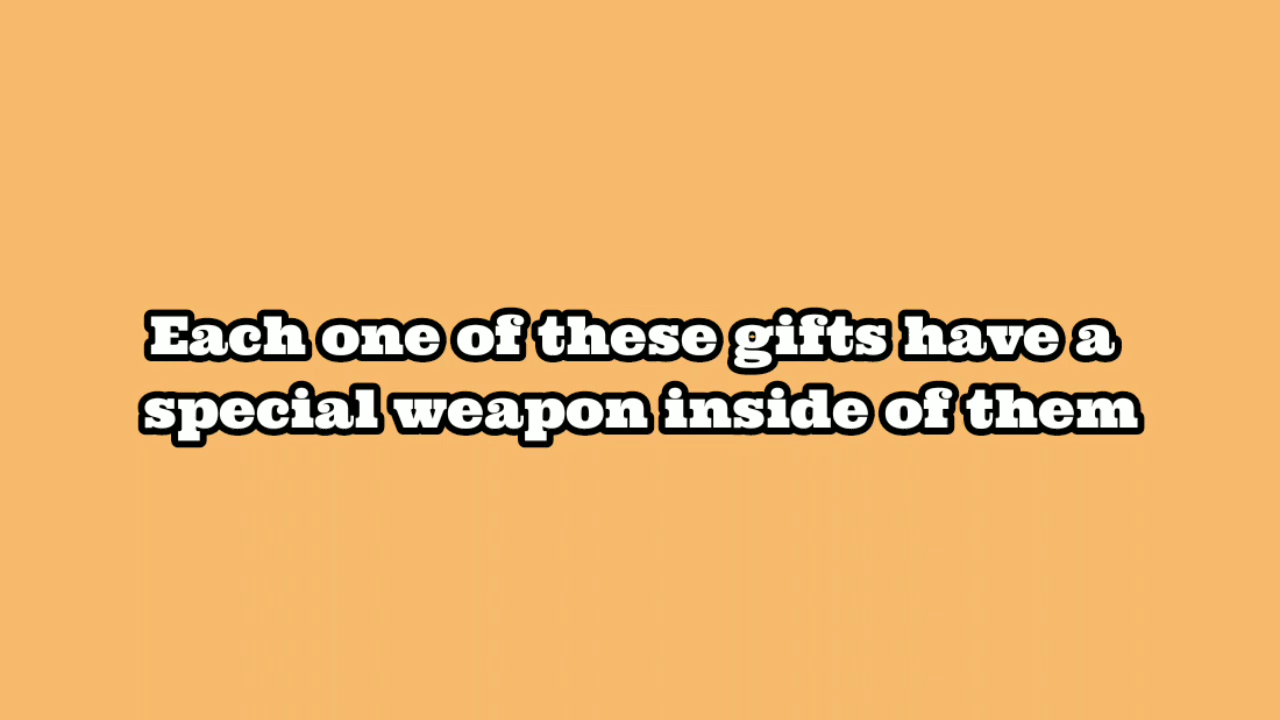 Each one of these gifts have a
special weapon inside of them